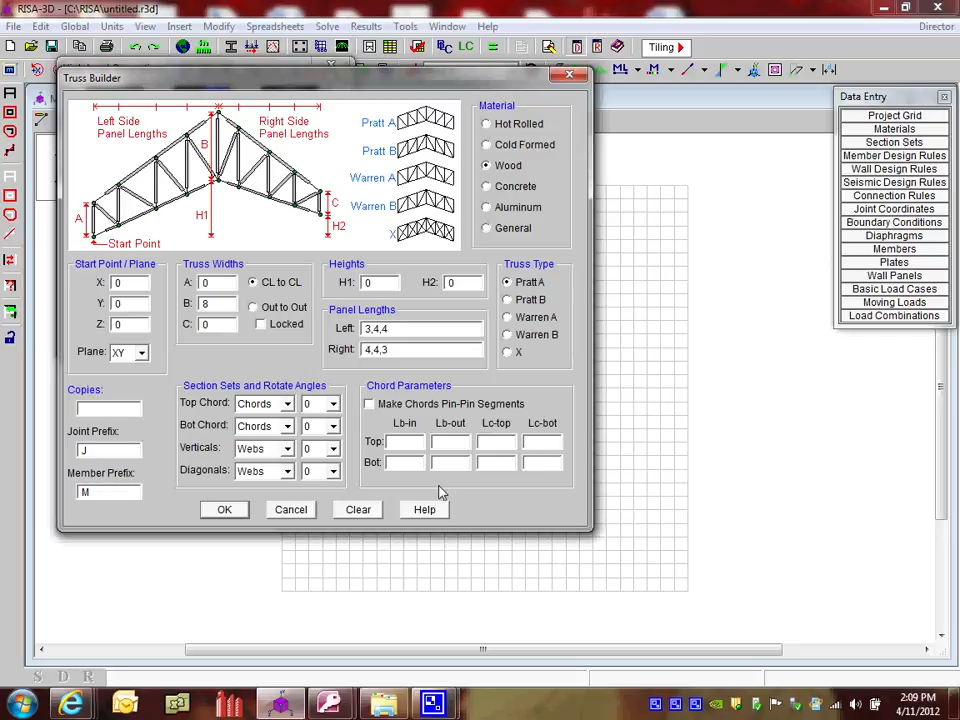 RISA-3D - [C:\RISA\untitled.r3d]
File Edit Global Units View Insert Modify Spreadsheets Solve Results Tools Window Help Director
Tiling
Truss Builder
Left Side Panel Lengths
Right Side Panel Lengths
A
B
C
H1
H2
Start Point
Pratt A
Pratt B
Warren A
Warren B
X
Material
Hot Rolled
Cold Formed
Wood
Concrete
Aluminum
General
Start Point / Plane
X: 0
Y: 0
Z: 0
Plane: XY
Truss Widths
A: 0
B: 8
C: 0
CL to CL
Out to Out
Locked
Heights
H1: 0 H2: 0
Panel Lengths
Left: 3,4,4
Right: 4,4,3
Truss Type
Pratt A
Pratt B
Warren A
Warren B
X
Copies:
Joint Prefix:
J
Member Prefix:
M
Section Sets and Rotate Angles
Top Chord: Chords 0
Bot Chord: Chords 0
Verticals: Webs 0
Diagonals: Webs 0
Chord Parameters
Make Chords Pin-Pin Segments
Lb-in Lb-out Lc-top Lc-bot
Top:
Bot:
OK Cancel Clear Help
Data Entry
Project Grid
Materials
Section Sets
Member Design Rules
Wall Design Rules
Seismic Design Rules
Connection Rules
Joint Coordinates
Boundary Conditions
Diaphragms
Members
Plates
Wall Panels
Basic Load Cases
Moving Loads
Load Combinations
S D R
2:09 PM
4/11/2012